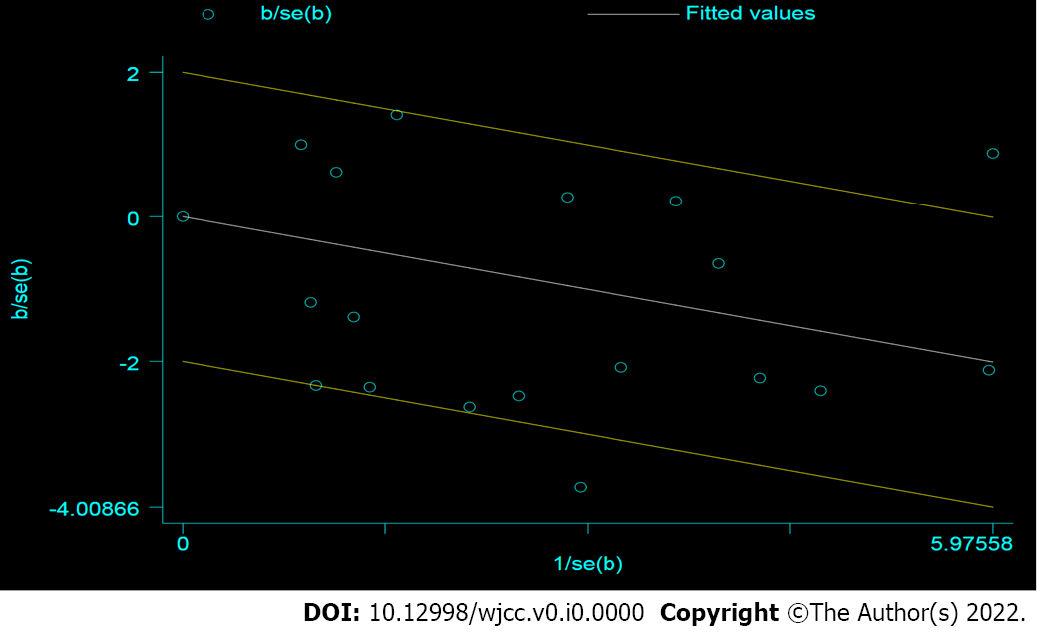 b/se(b) Fitted values
2
0
-2
-4.00866
b/se(b)
0 5.97558
1/se(b)
DOI: 10.12998/wjcc.v0.i0.0000 Copyright ©The Author(s) 2022.